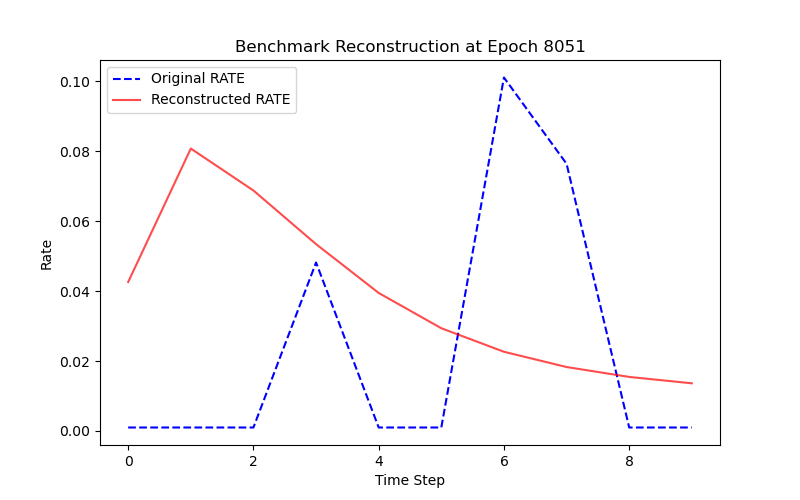 Benchmark Reconstruction at Epoch 8051
Original RATE
Reconstructed RATE
0.10
0.08
0.06
0.04
0.02
0.00
Rate
0 2 4 6 8
Time Step